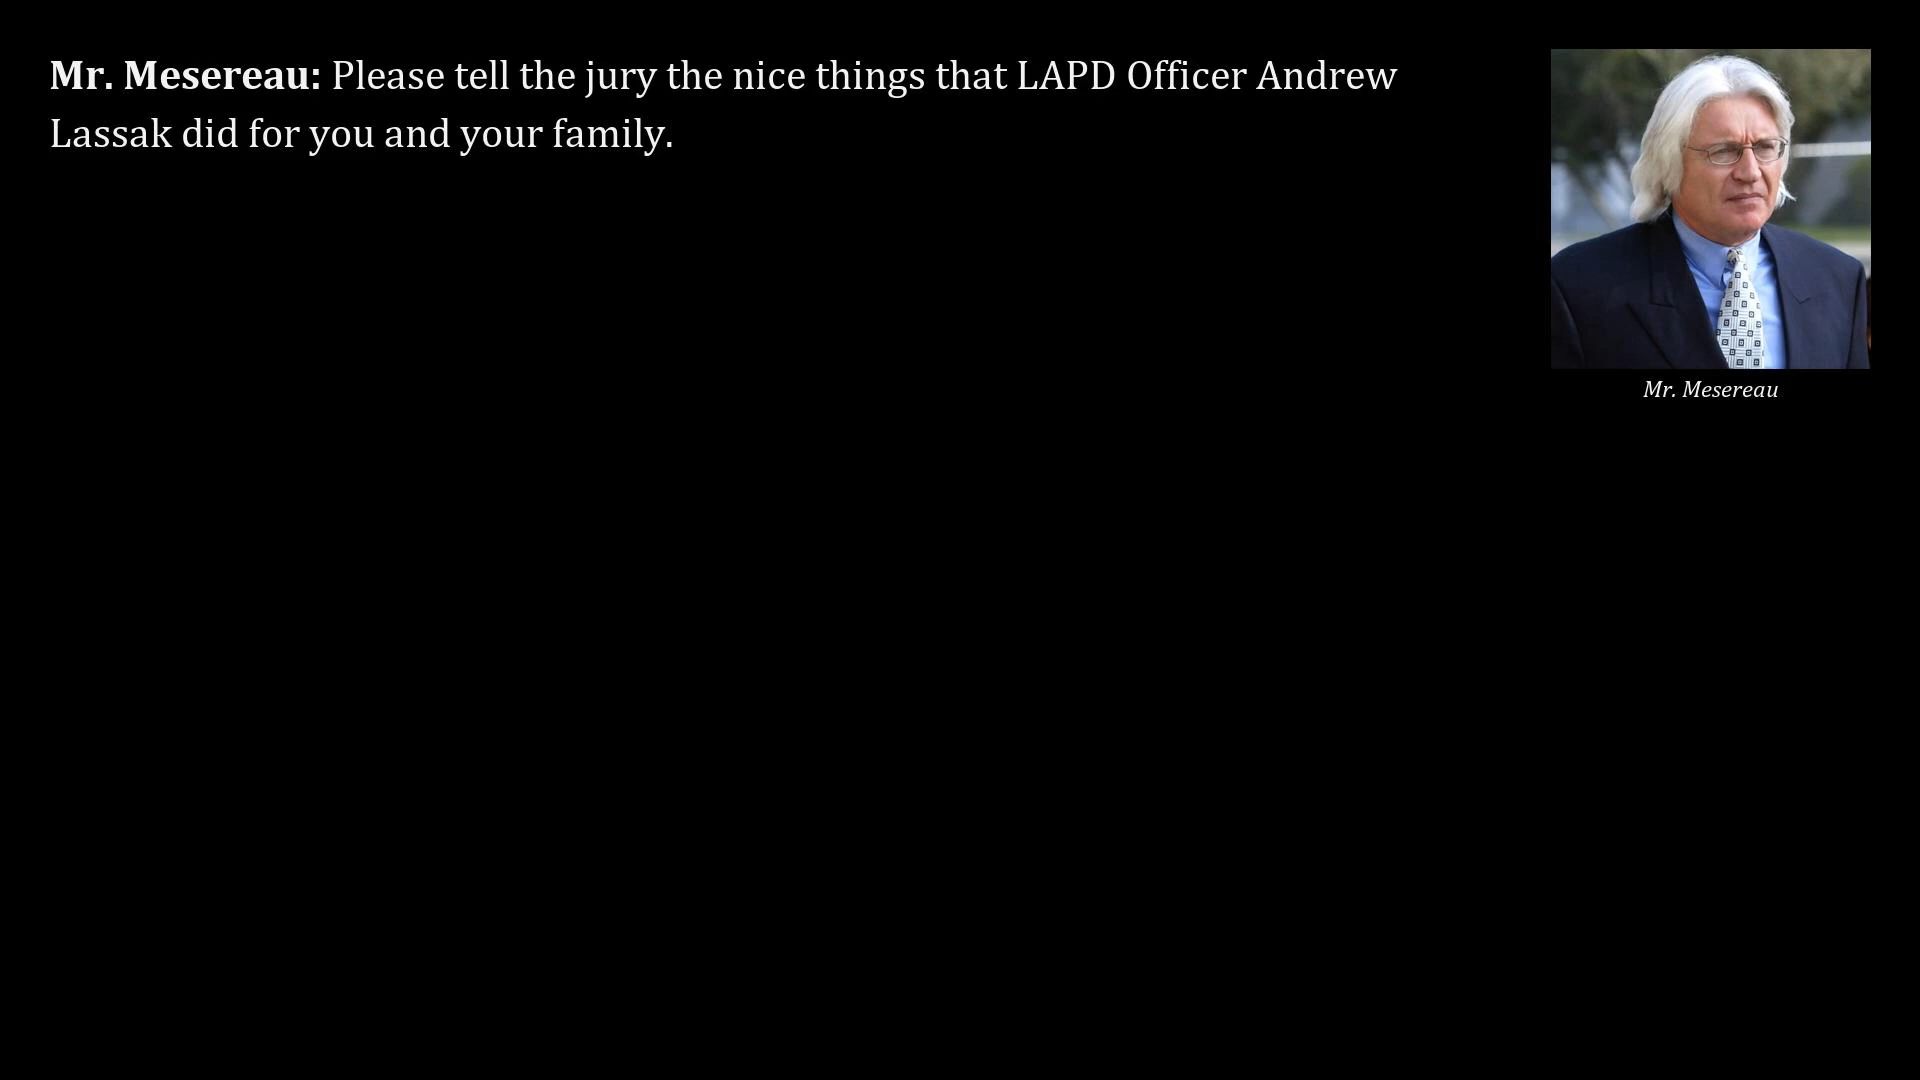 Mr. Mesereau: Please tell the jury the nice things that LAPD Officer Andrew
Lassak did for you and your family.
Mr. Mesereau